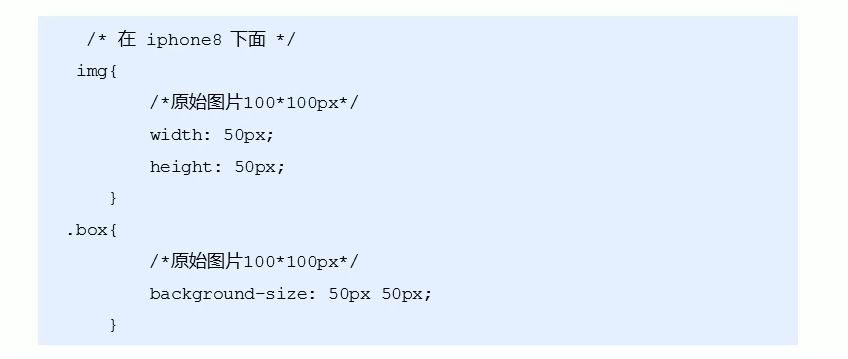 /* 在 iphone8 下面 */
img{
/*原始图片100*100px*/
width: 50px;
height: 50px;
}
.box{
/*原始图片100*100px*/
background-size: 50px 50px;
}